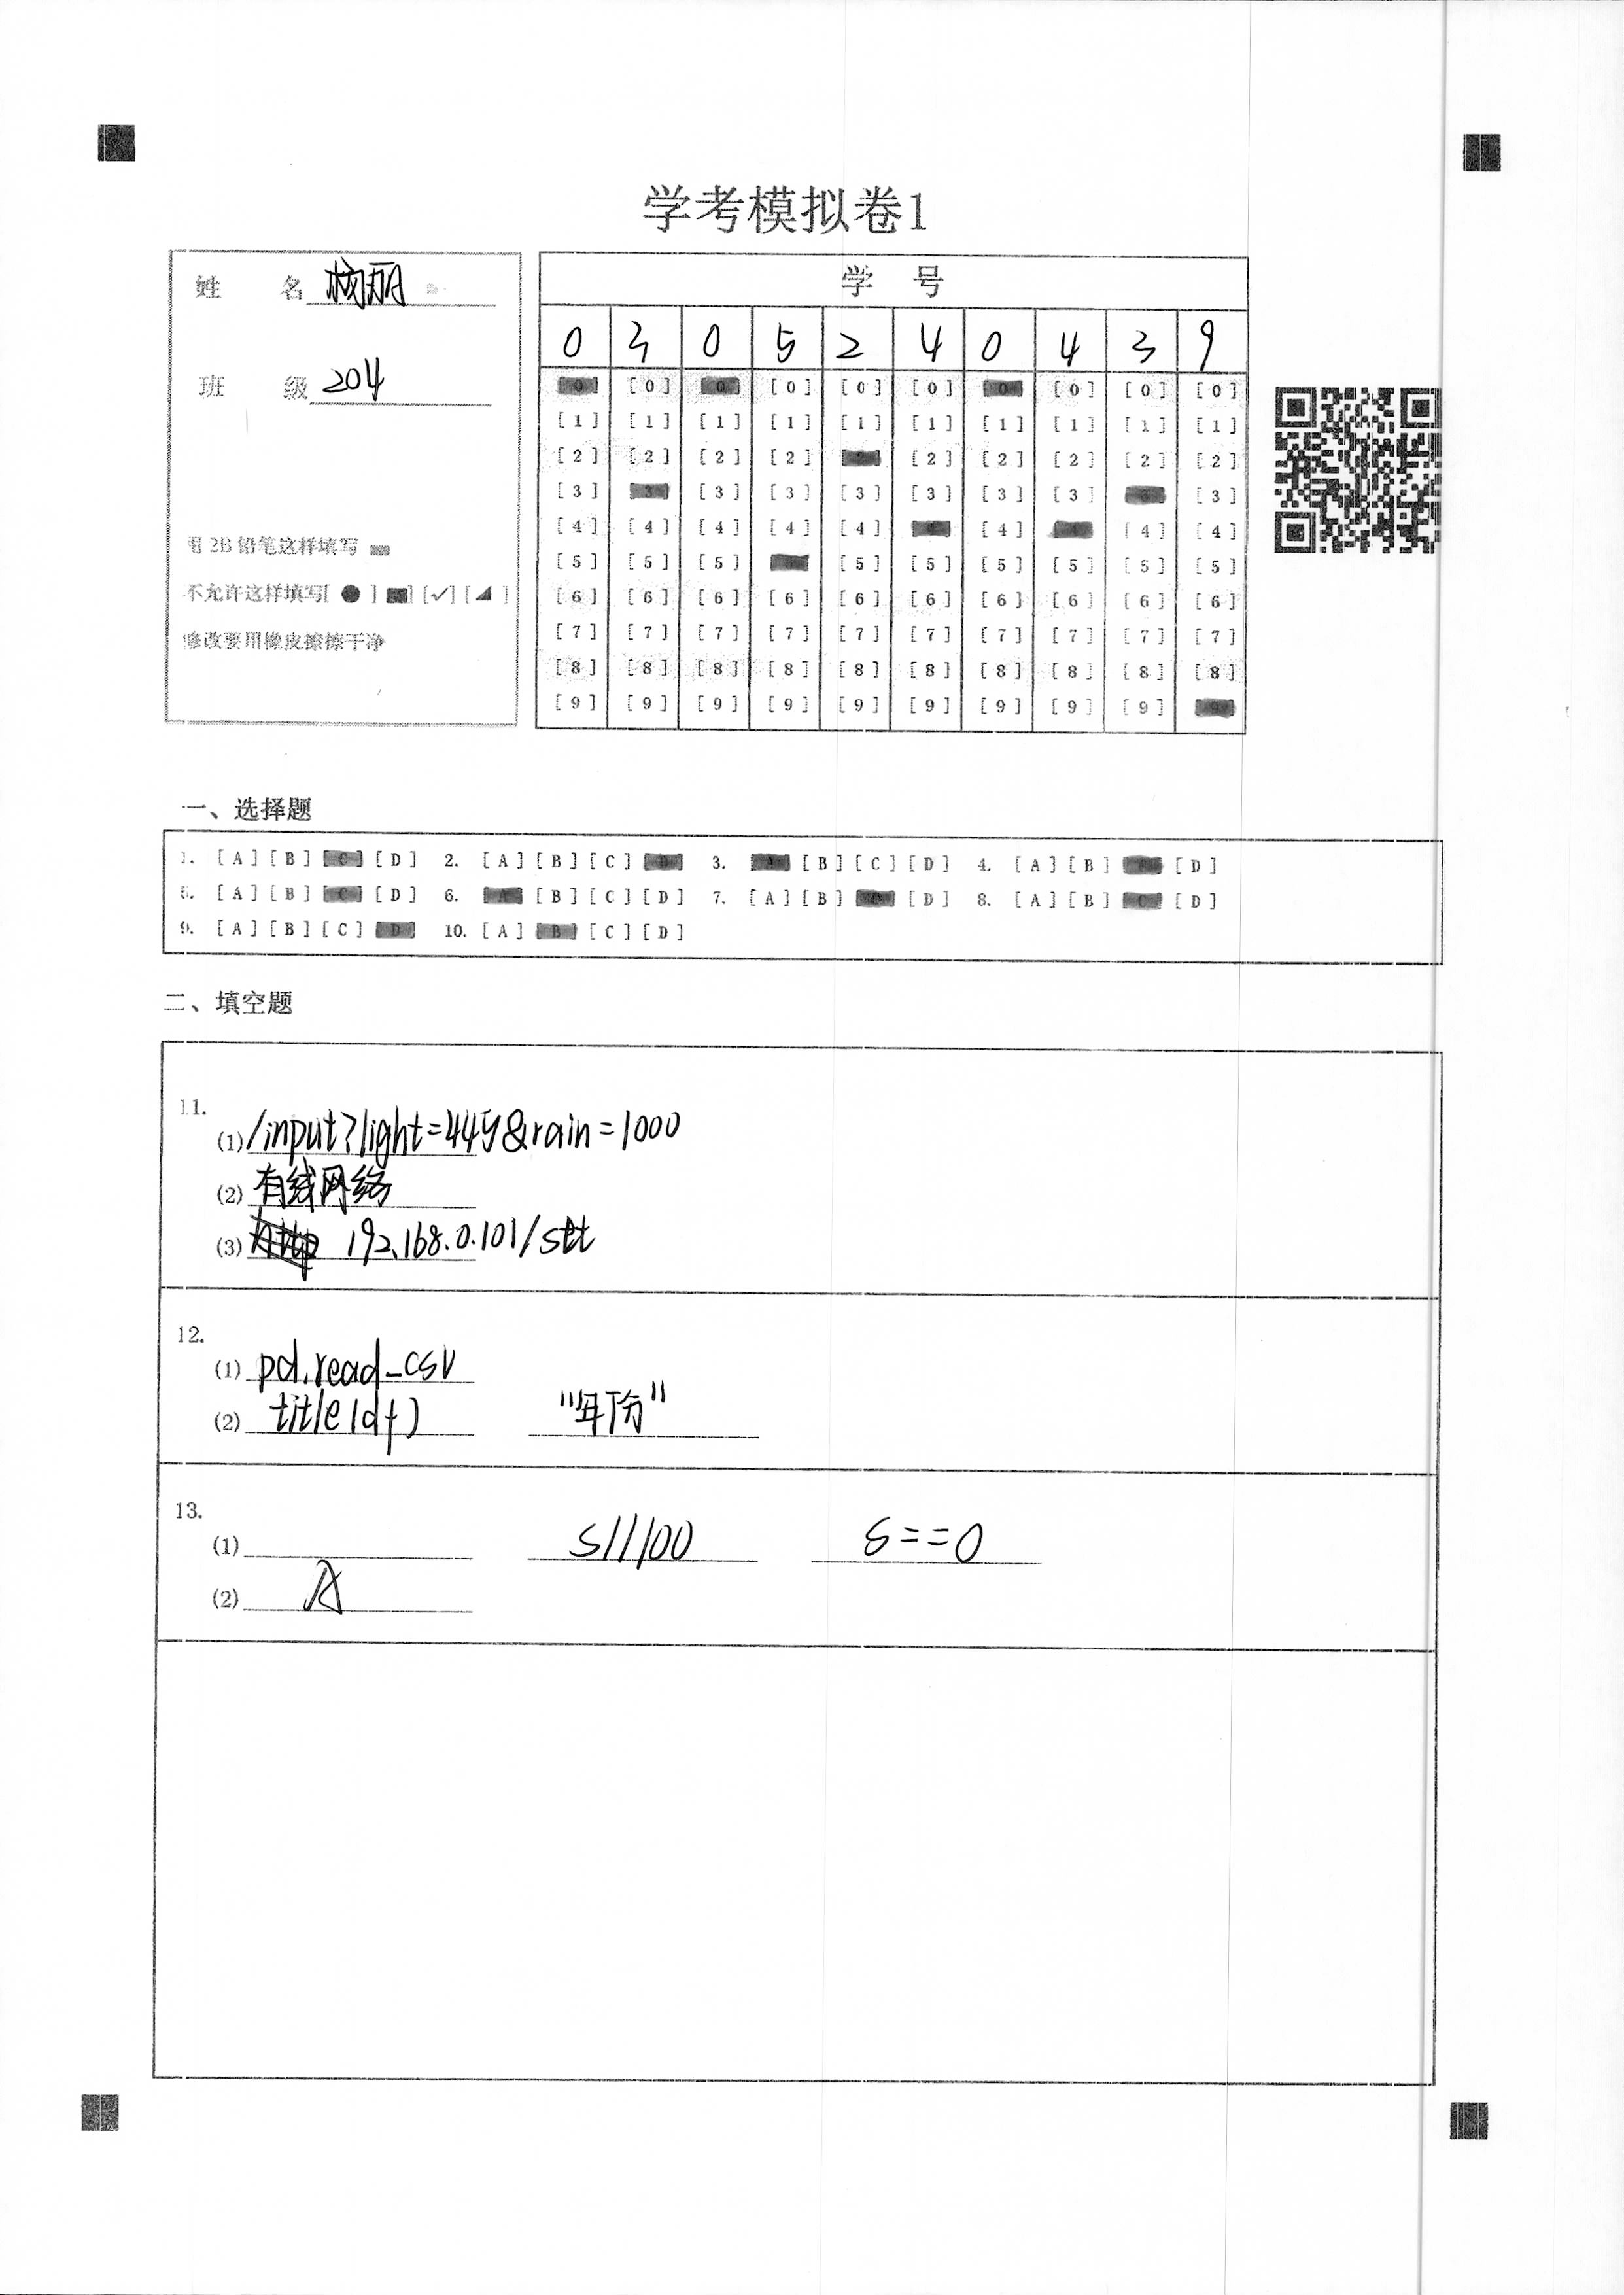 学考模拟卷1
姓 名 丽
班 级 204
用2B铅笔这样填写
不允许这样填写[ ● ] [■] [✓] [◢ ]
修改要用橡皮擦擦干净
学 号
0 3 0 5 2 4 0 4 3 9
[0] [0] [0] [0] [0] [0] [0] [0] [0] [0]
[1] [1] [1] [1] [1] [1] [1] [1] [1] [1]
[2] [2] [2] [2] [2] [2] [2] [2] [2] [2]
[3] [3] [3] [3] [3] [3] [3] [3] [3] [3]
[4] [4] [4] [4] [4] [4] [4] [4] [4] [4]
[5] [5] [5] [5] [5] [5] [5] [5] [5] [5]
[6] [6] [6] [6] [6] [6] [6] [6] [6] [6]
[7] [7] [7] [7] [7] [7] [7] [7] [7] [7]
[8] [8] [8] [8] [8] [8] [8] [8] [8] [8]
[9] [9] [9] [9] [9] [9] [9] [9] [9] [9]
一、选择题
1. [A] [B] [C] [D] 2. [A] [B] [C] [D] 3. [A] [B] [C] [D] 4. [A] [B] [C] [D]
5. [A] [B] [C] [D] 6. [A] [B] [C] [D] 7. [A] [B] [C] [D] 8. [A] [B] [C] [D]
9. [A] [B] [C] [D] 10. [A] [B] [C] [D]
二、填空题
11.
(1) /input?light=445&rain=1000
(2) 有线网络
(3) 192.168.0.101/
12.
(1) pd.read_csv
(2) title(df) "年份"
13.
(1) s//100 s==0
(2) A